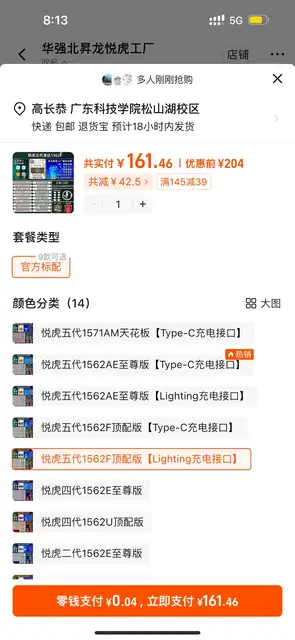 8:13
5G
华强北昇龙悦虎工厂
店铺
多人刚刚抢购
高长恭 广东科技学院松山湖校区
快递 包邮 退货宝 预计18小时内发货
共实付 ¥161.46 优惠前 ¥204
共减 ¥42.5 >
满145减39
1
套餐类型
9款可选
官方标配
颜色分类（14）
大图
悦虎五代1571AM天花板【Type-C充电接口】
热销
悦虎五代1562AE至尊版【Type-C充电接口】
悦虎五代1562AE至尊版【Lighting充电接口】
悦虎五代1562F顶配版【Type-C充电接口】
悦虎五代1562F顶配版【Lighting充电接口】
悦虎四代1562E至尊版
悦虎四代1562U顶配版
悦虎二代1562E至尊版
零钱支付 ¥0.04 , 立即支付 ¥161.46